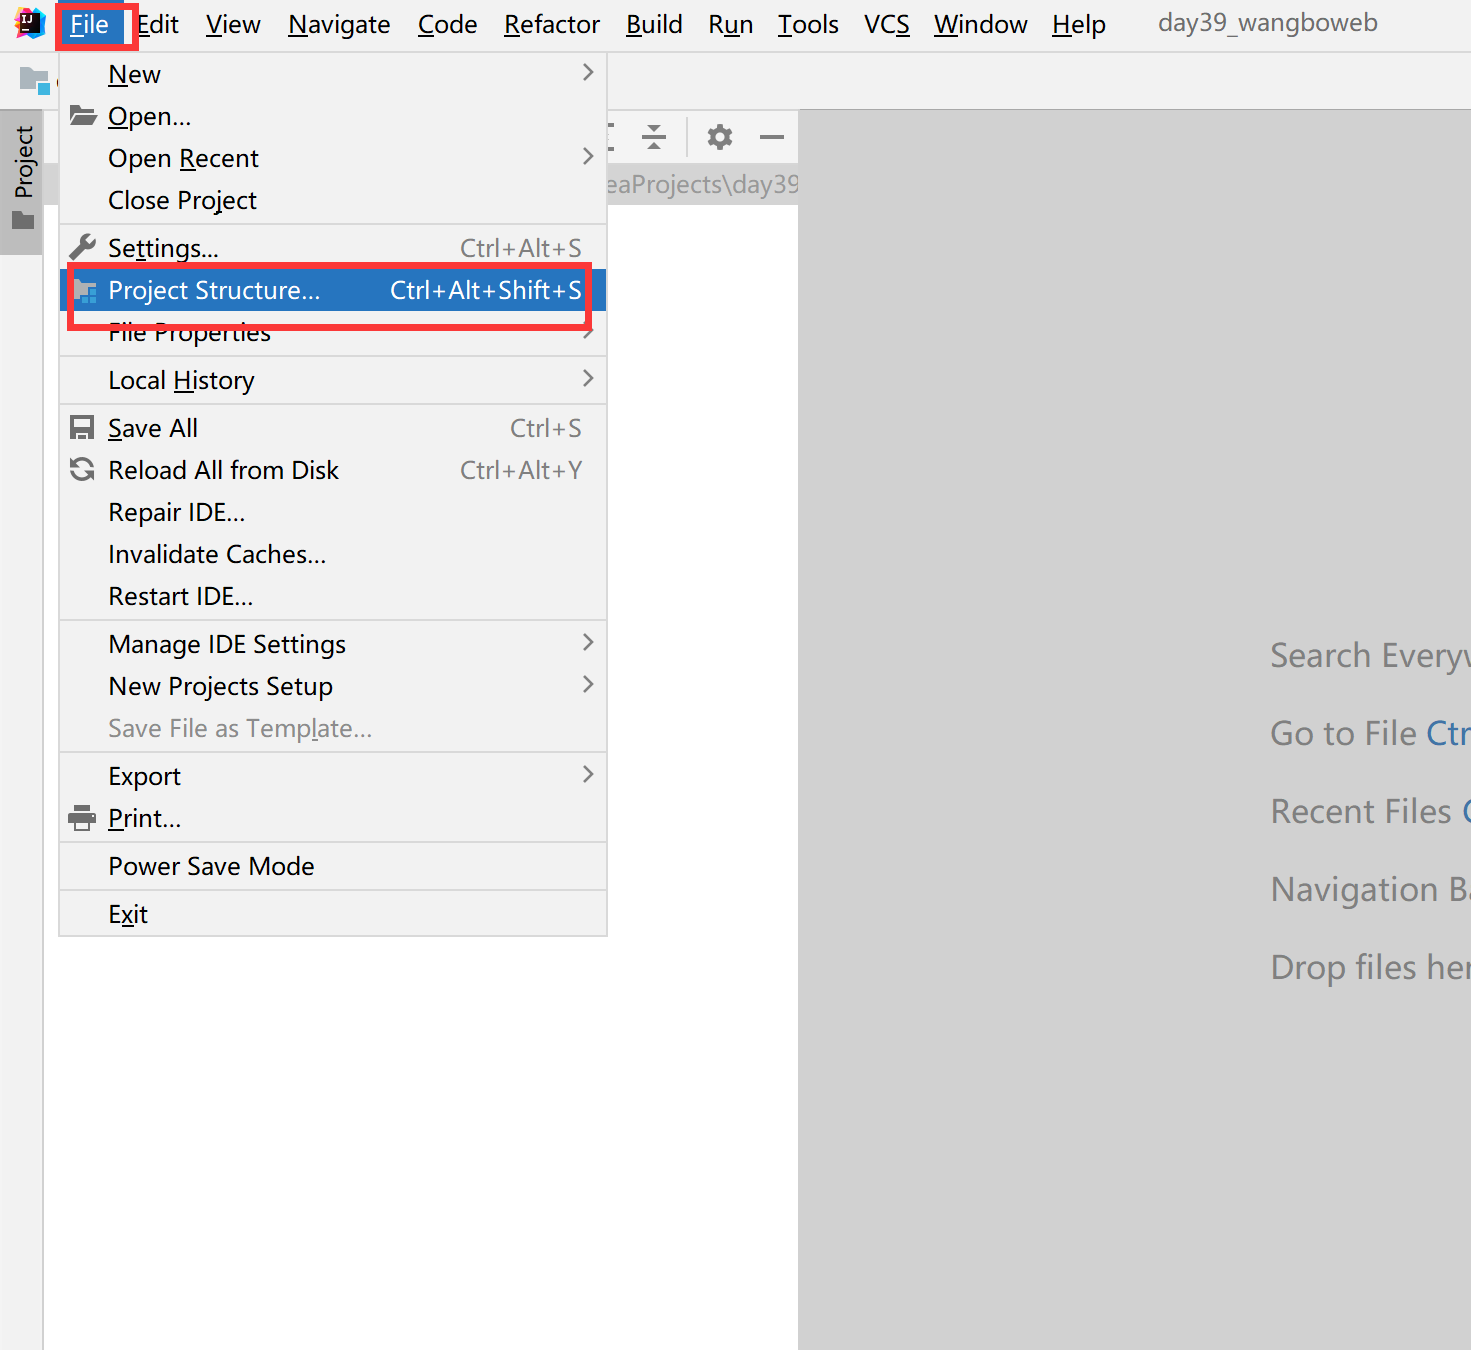 File Edit View Navigate Code Refactor Build Run Tools VCS Window Help day39_wangboweb
Project
New
Open...
Open Recent
Close Project
Settings... Ctrl+Alt+S
Project Structure... Ctrl+Alt+Shift+S
File Properties
Local History
Save All Ctrl+S
Reload All from Disk Ctrl+Alt+Y
Repair IDE...
Invalidate Caches...
Restart IDE...
Manage IDE Settings
New Projects Setup
Save File as Template...
Export
Print...
Power Save Mode
Exit
eaProjects\day39
Search Everyw
Go to File Ctr
Recent Files
Navigation Ba
Drop files her